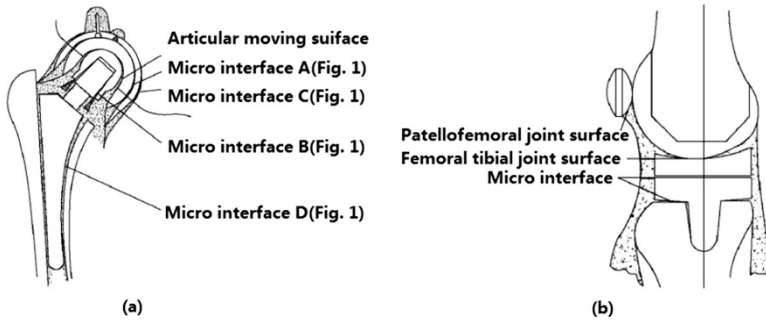 Articular moving suiface
Micro interface A(Fig. 1)
Micro interface C(Fig. 1)
Micro interface B(Fig. 1)
Micro interface D(Fig. 1)
(a)
Patellofemoral joint surface
Femoral tibial joint surface
Micro interface
(b)